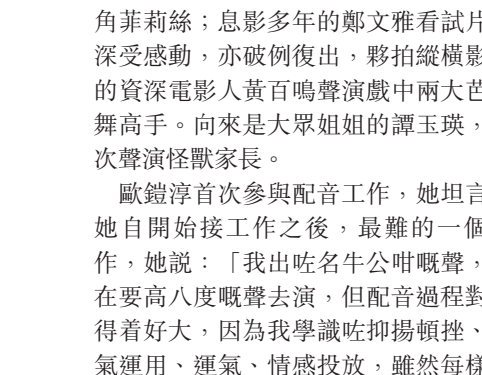 角菲莉絲；息影多年的鄭文雅看試片
深受感動，亦破例復出，夥拍縱橫影
的資深電影人黃百鳴聲演戲中兩大芭
舞高手。向來是大眾姐姐的譚玉瑛，
次聲演怪獸家長。
歐鎧淳首次參與配音工作，她坦言
她自開始接工作之後，最難的一個
作，她說：「我出咗名牛公咁嘅聲，
在要高八度嘅聲去演，但配音過程對
得着好大，因為我學識咗抑揚頓挫、
氣運用、運氣、情感投放，雖然每樣